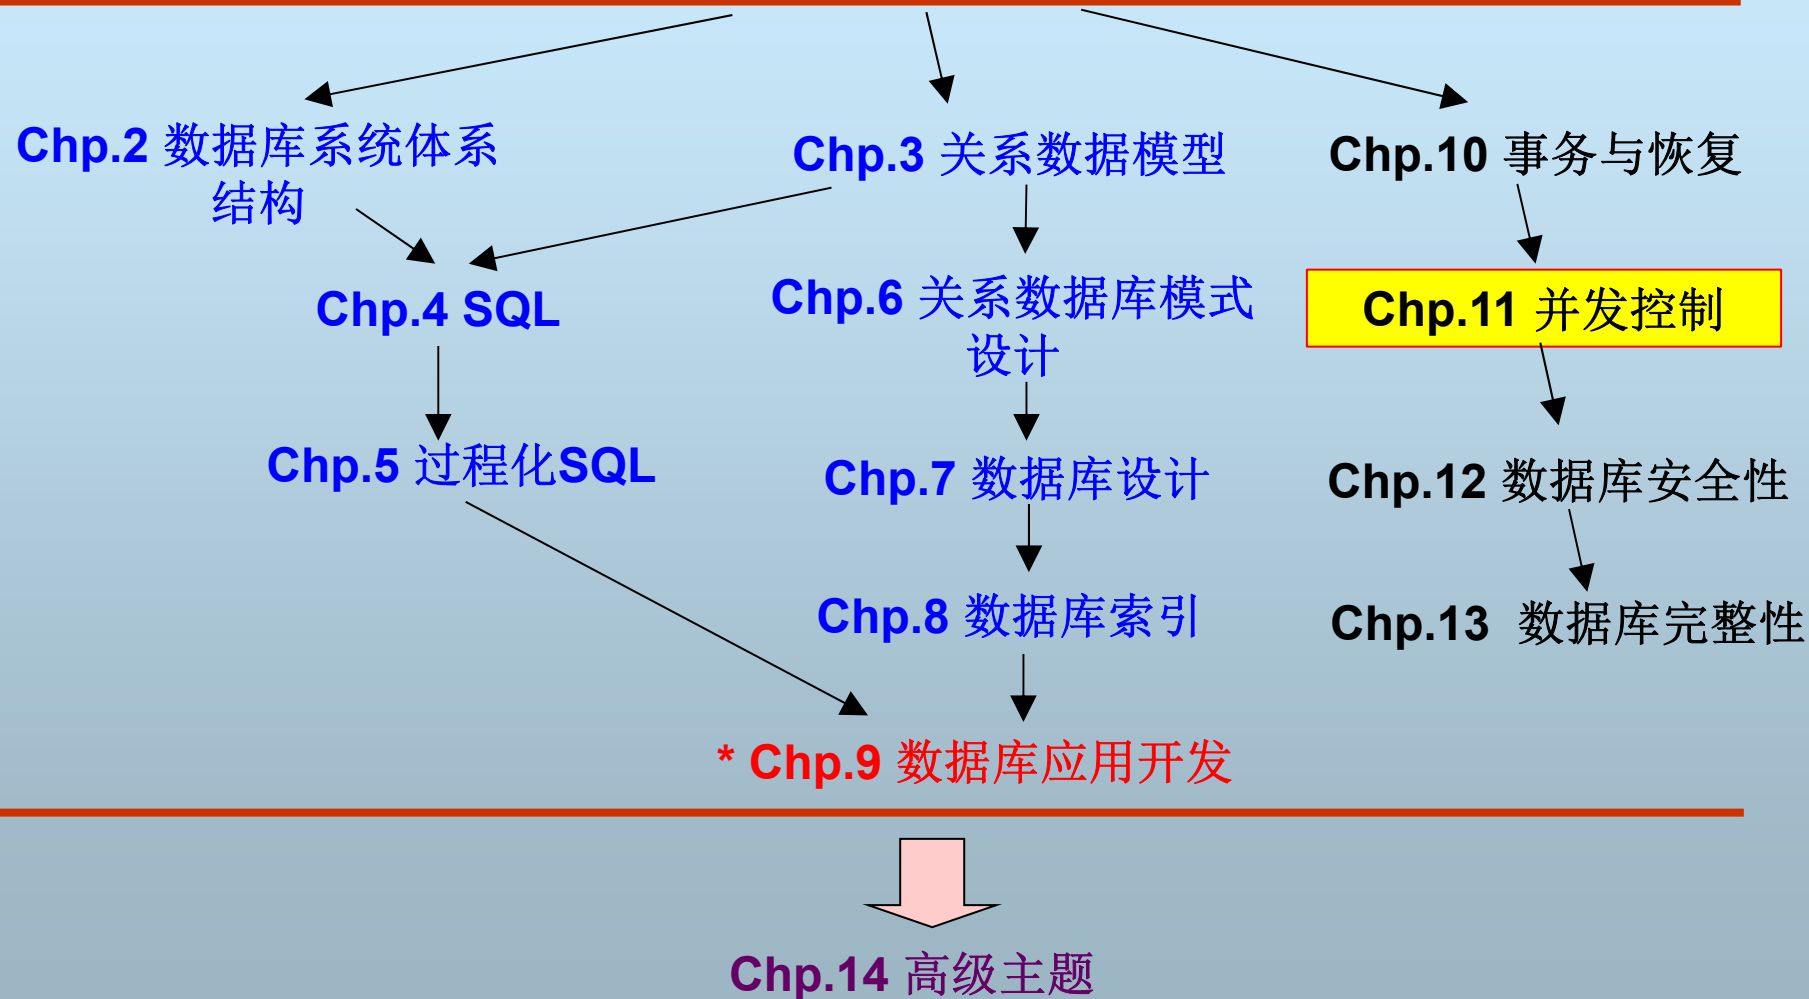 Chp.2 数据库系统体系
结构
Chp.3 关系数据模型
Chp.10 事务与恢复
Chp.4 SQL
Chp.6 关系数据库模式
设计
Chp.11 并发控制
Chp.5 过程化SQL
Chp.7 数据库设计
Chp.12 数据库安全性
Chp.8 数据库索引
Chp.13 数据库完整性
* Chp.9 数据库应用开发
Chp.14 高级主题